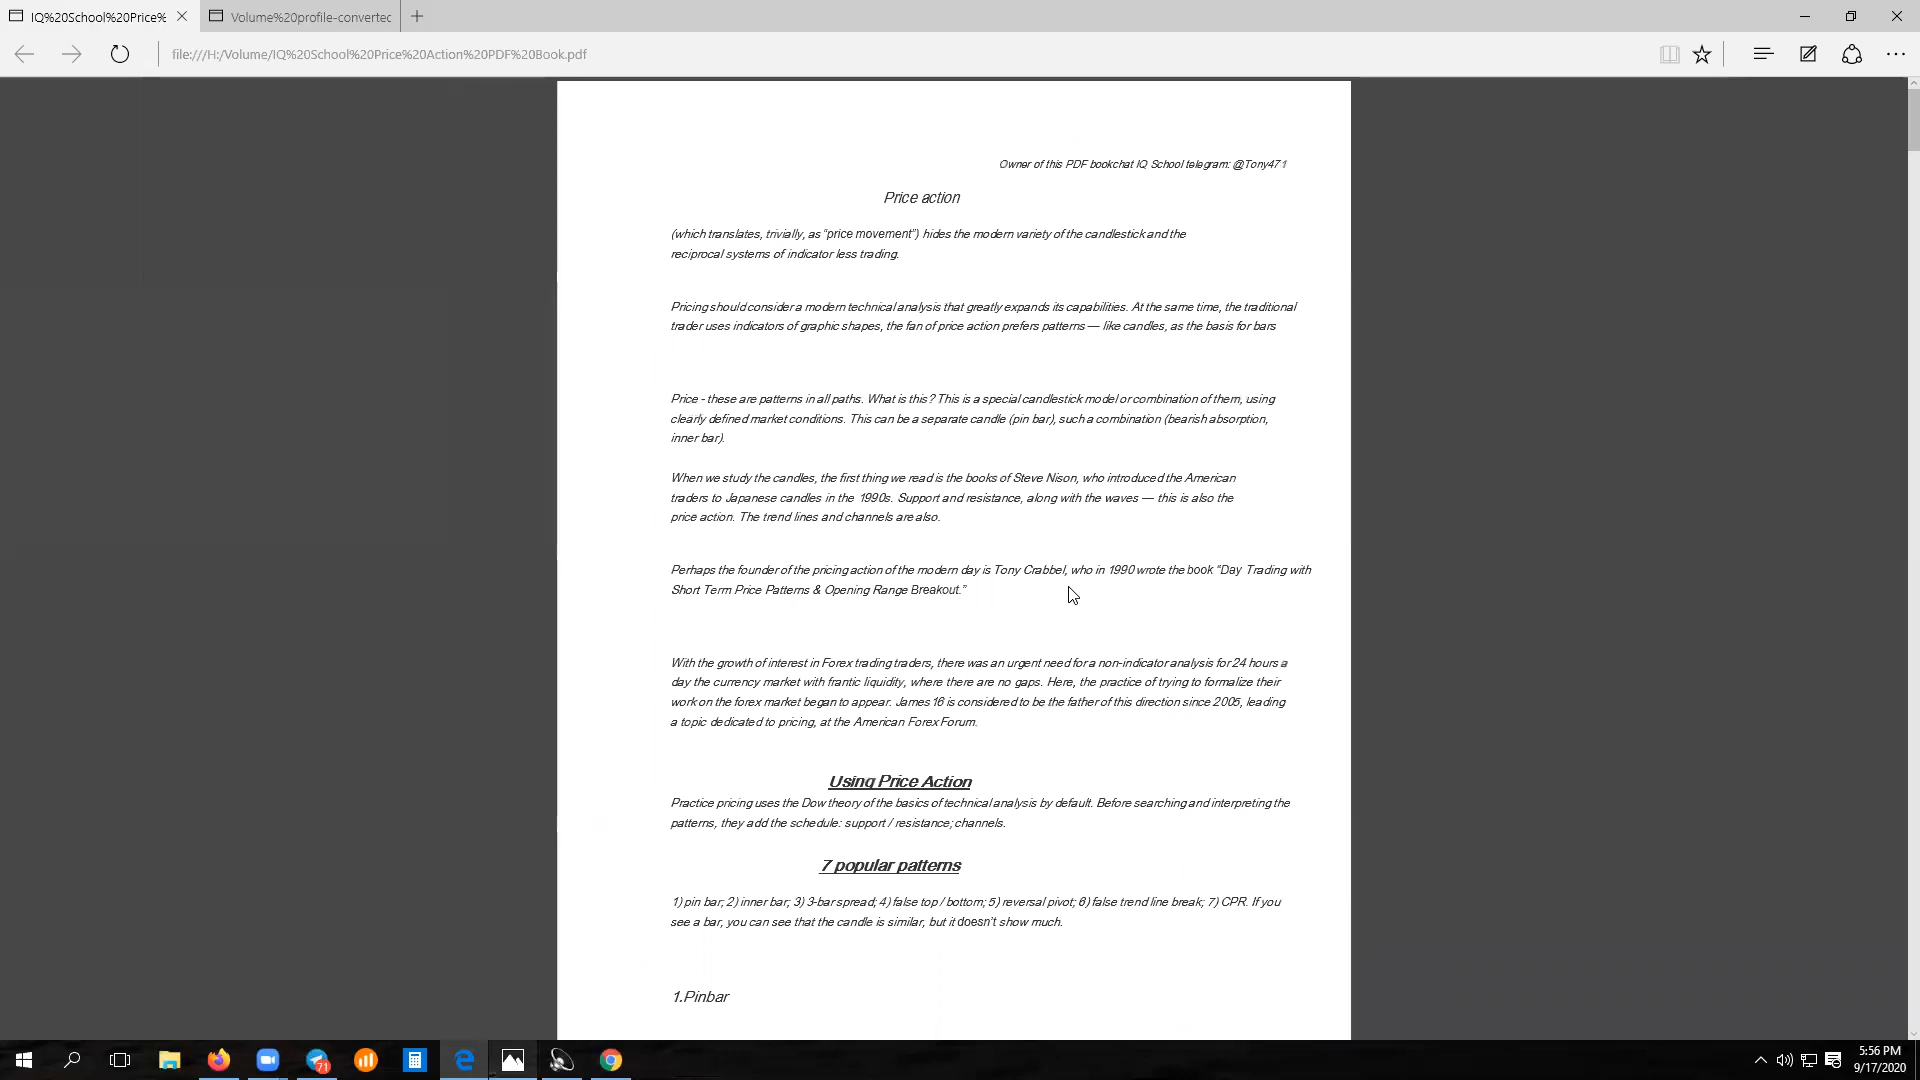 IQ%20School%20Price%
Volume%20profile-convertec
file:///H:/Volume/IQ%20School%20Price%20Action%20PDF%20Book.pdf
Owner of this PDF bookchat IQ School telegram: @Tony471
Price action
(which translates, trivially, as “price movement”) hides the modern variety of the candlestick and the
reciprocal systems of indicator less trading.
Pricing should consider a modern technical analysis that greatly expands its capabilities. At the same time, the traditional
trader uses indicators of graphic shapes, the fan of price action prefers patterns — like candles, as the basis for bars
Price - these are patterns in all paths. What is this? This is a special candlestick model or combination of them, using
clearly defined market conditions. This can be a separate candle (pin bar), such a combination (bearish absorption,
inner bar).
When we study the candles, the first thing we read is the books of Steve Nison, who introduced the American
traders to Japanese candles in the 1990s. Support and resistance, along with the waves — this is also the
price action. The trend lines and channels are also.
Perhaps the founder of the pricing action of the modern day is Tony Crabbel, who in 1990 wrote the book “Day Trading with
Short Term Price Patterns & Opening Range Breakout.”
With the growth of interest in Forex trading traders, there was an urgent need for a non-indicator analysis for 24 hours a
day the currency market with frantic liquidity, where there are no gaps. Here, the practice of trying to formalize their
work on the forex market began to appear. James16 is considered to be the father of this direction since 2005, leading
a topic dedicated to pricing, at the American Forex Forum.
Using Price Action
Practice pricing uses the Dow theory of the basics of technical analysis by default. Before searching and interpreting the
patterns, they add the schedule: support / resistance; channels.
7 popular patterns
1) pin bar; 2) inner bar; 3) 3-bar spread; 4) false top / bottom; 5) reversal pivot; 6) false trend line break; 7) CPR. If you
see a bar, you can see that the candle is similar, but it doesn’t show much.
1.Pinbar
71
5:56 PM
9/17/2020